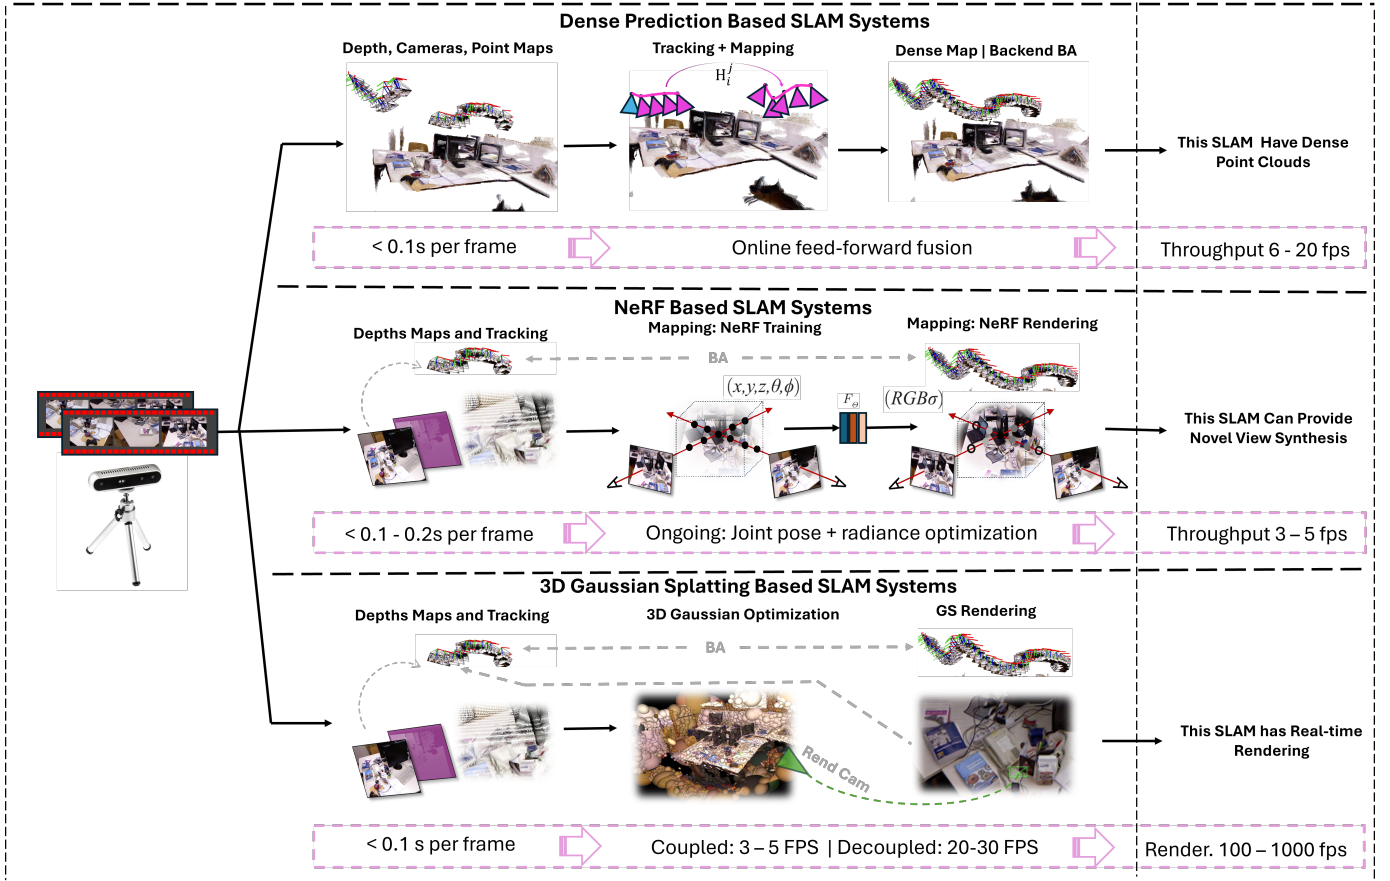 Dense Prediction Based SLAM Systems
Depth, Cameras, Point Maps
Tracking + Mapping
Dense Map | Backend BA
H_i^j
This SLAM Have Dense
Point Clouds
< 0.1s per frame
Online feed-forward fusion
Throughput 6 - 20 fps
NeRF Based SLAM Systems
Depths Maps and Tracking
Mapping: NeRF Training
Mapping: NeRF Rendering
BA
(x,y,z,θ,ϕ)
F_Θ
(RGBσ)
This SLAM Can Provide
Novel View Synthesis
< 0.1 - 0.2s per frame
Ongoing: Joint pose + radiance optimization
Throughput 3 – 5 fps
3D Gaussian Splatting Based SLAM Systems
Depths Maps and Tracking
3D Gaussian Optimization
GS Rendering
BA
Rend Cam
This SLAM has Real-time
Rendering
< 0.1 s per frame
Coupled: 3 – 5 FPS | Decoupled: 20-30 FPS
Render. 100 – 1000 fps